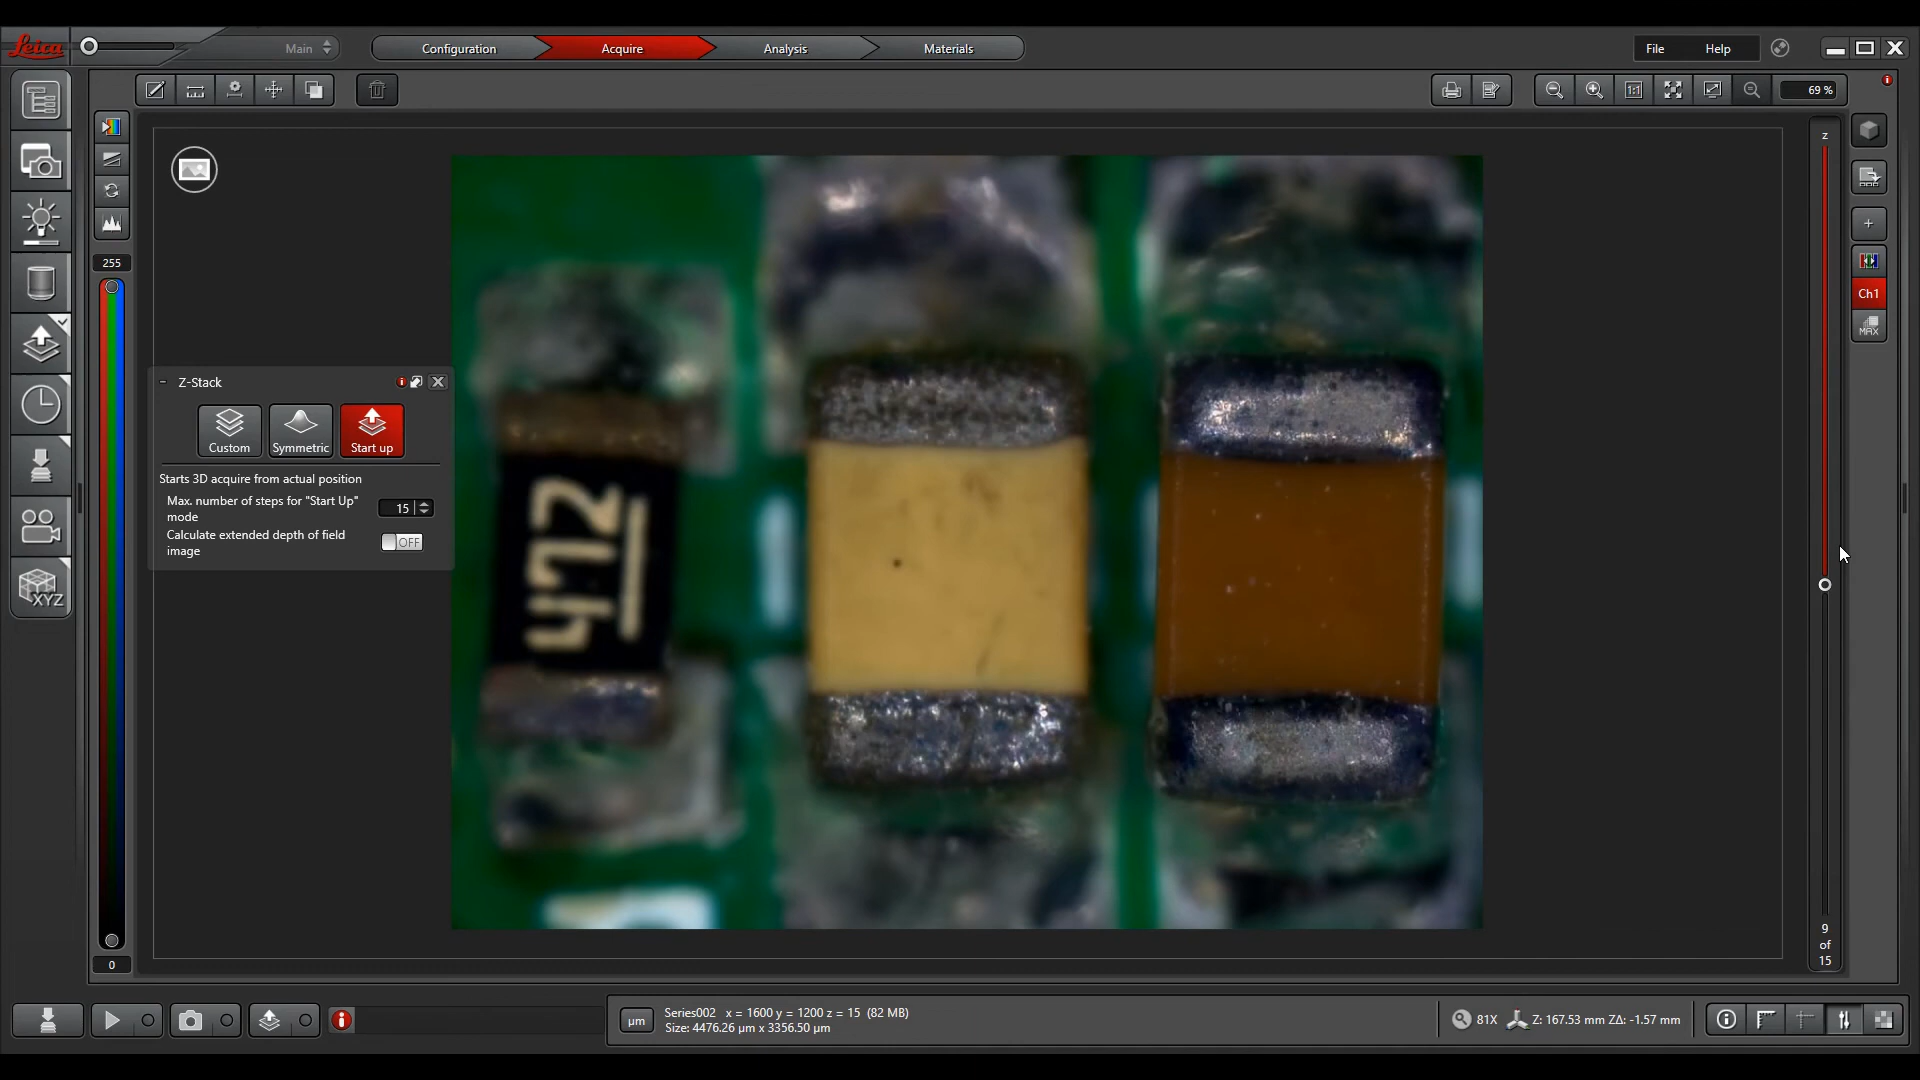 Leica
Main
Configuration
Acquire
Analysis
Materials
File
Help
69 %
z
255
Z-Stack
Custom
Symmetric
Start up
Starts 3D acquire from actual position
Max. number of steps for "Start Up"
mode
15
Calculate extended depth of field
image
OFF
472
Ch1
MAX
XYZ
1:1
0
9
of
15
µm
Series002 x = 1600 y = 1200 z = 15 (82 MB)
Size: 4476.26 µm x 3356.50 µm
81X
Z: 167.53 mm Z∆: -1.57 mm